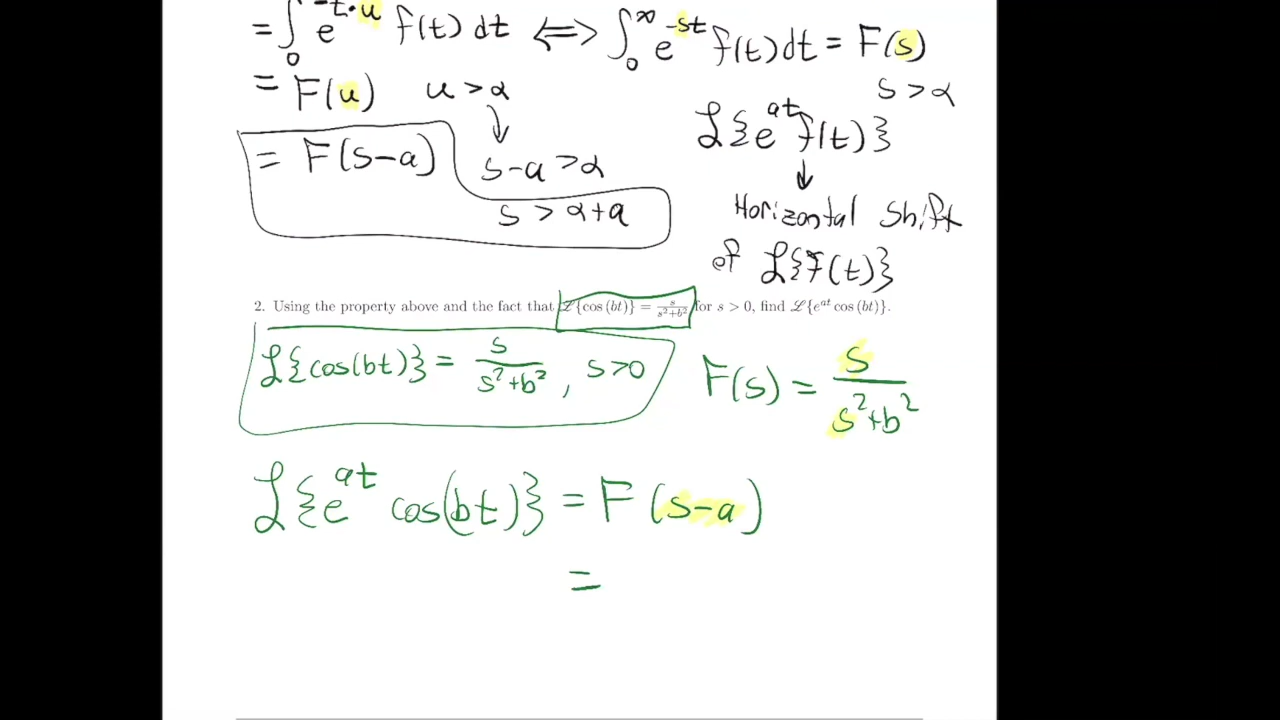 = ∫₀ e^{-t·u} f(t) dt ⟺ ∫₀^∞ e^{-st} f(t) dt = F(s)
= F(u) u > α s > α
ℒ{e^{at} f(t)}
= F(s-a) s-a > α
s > α+a
Horizontal Shift
of ℒ{f(t)}
2. Using the property above and the fact that ℒ{cos (bt)} = s/(s²+b²) for s > 0, find ℒ{e^{at} cos (bt)}.
ℒ{cos(bt)} = s/(s²+b²) , s>0 F(s) = s/(s²+b²)
ℒ{e^{at} cos(bt)} = F(s-a)
=